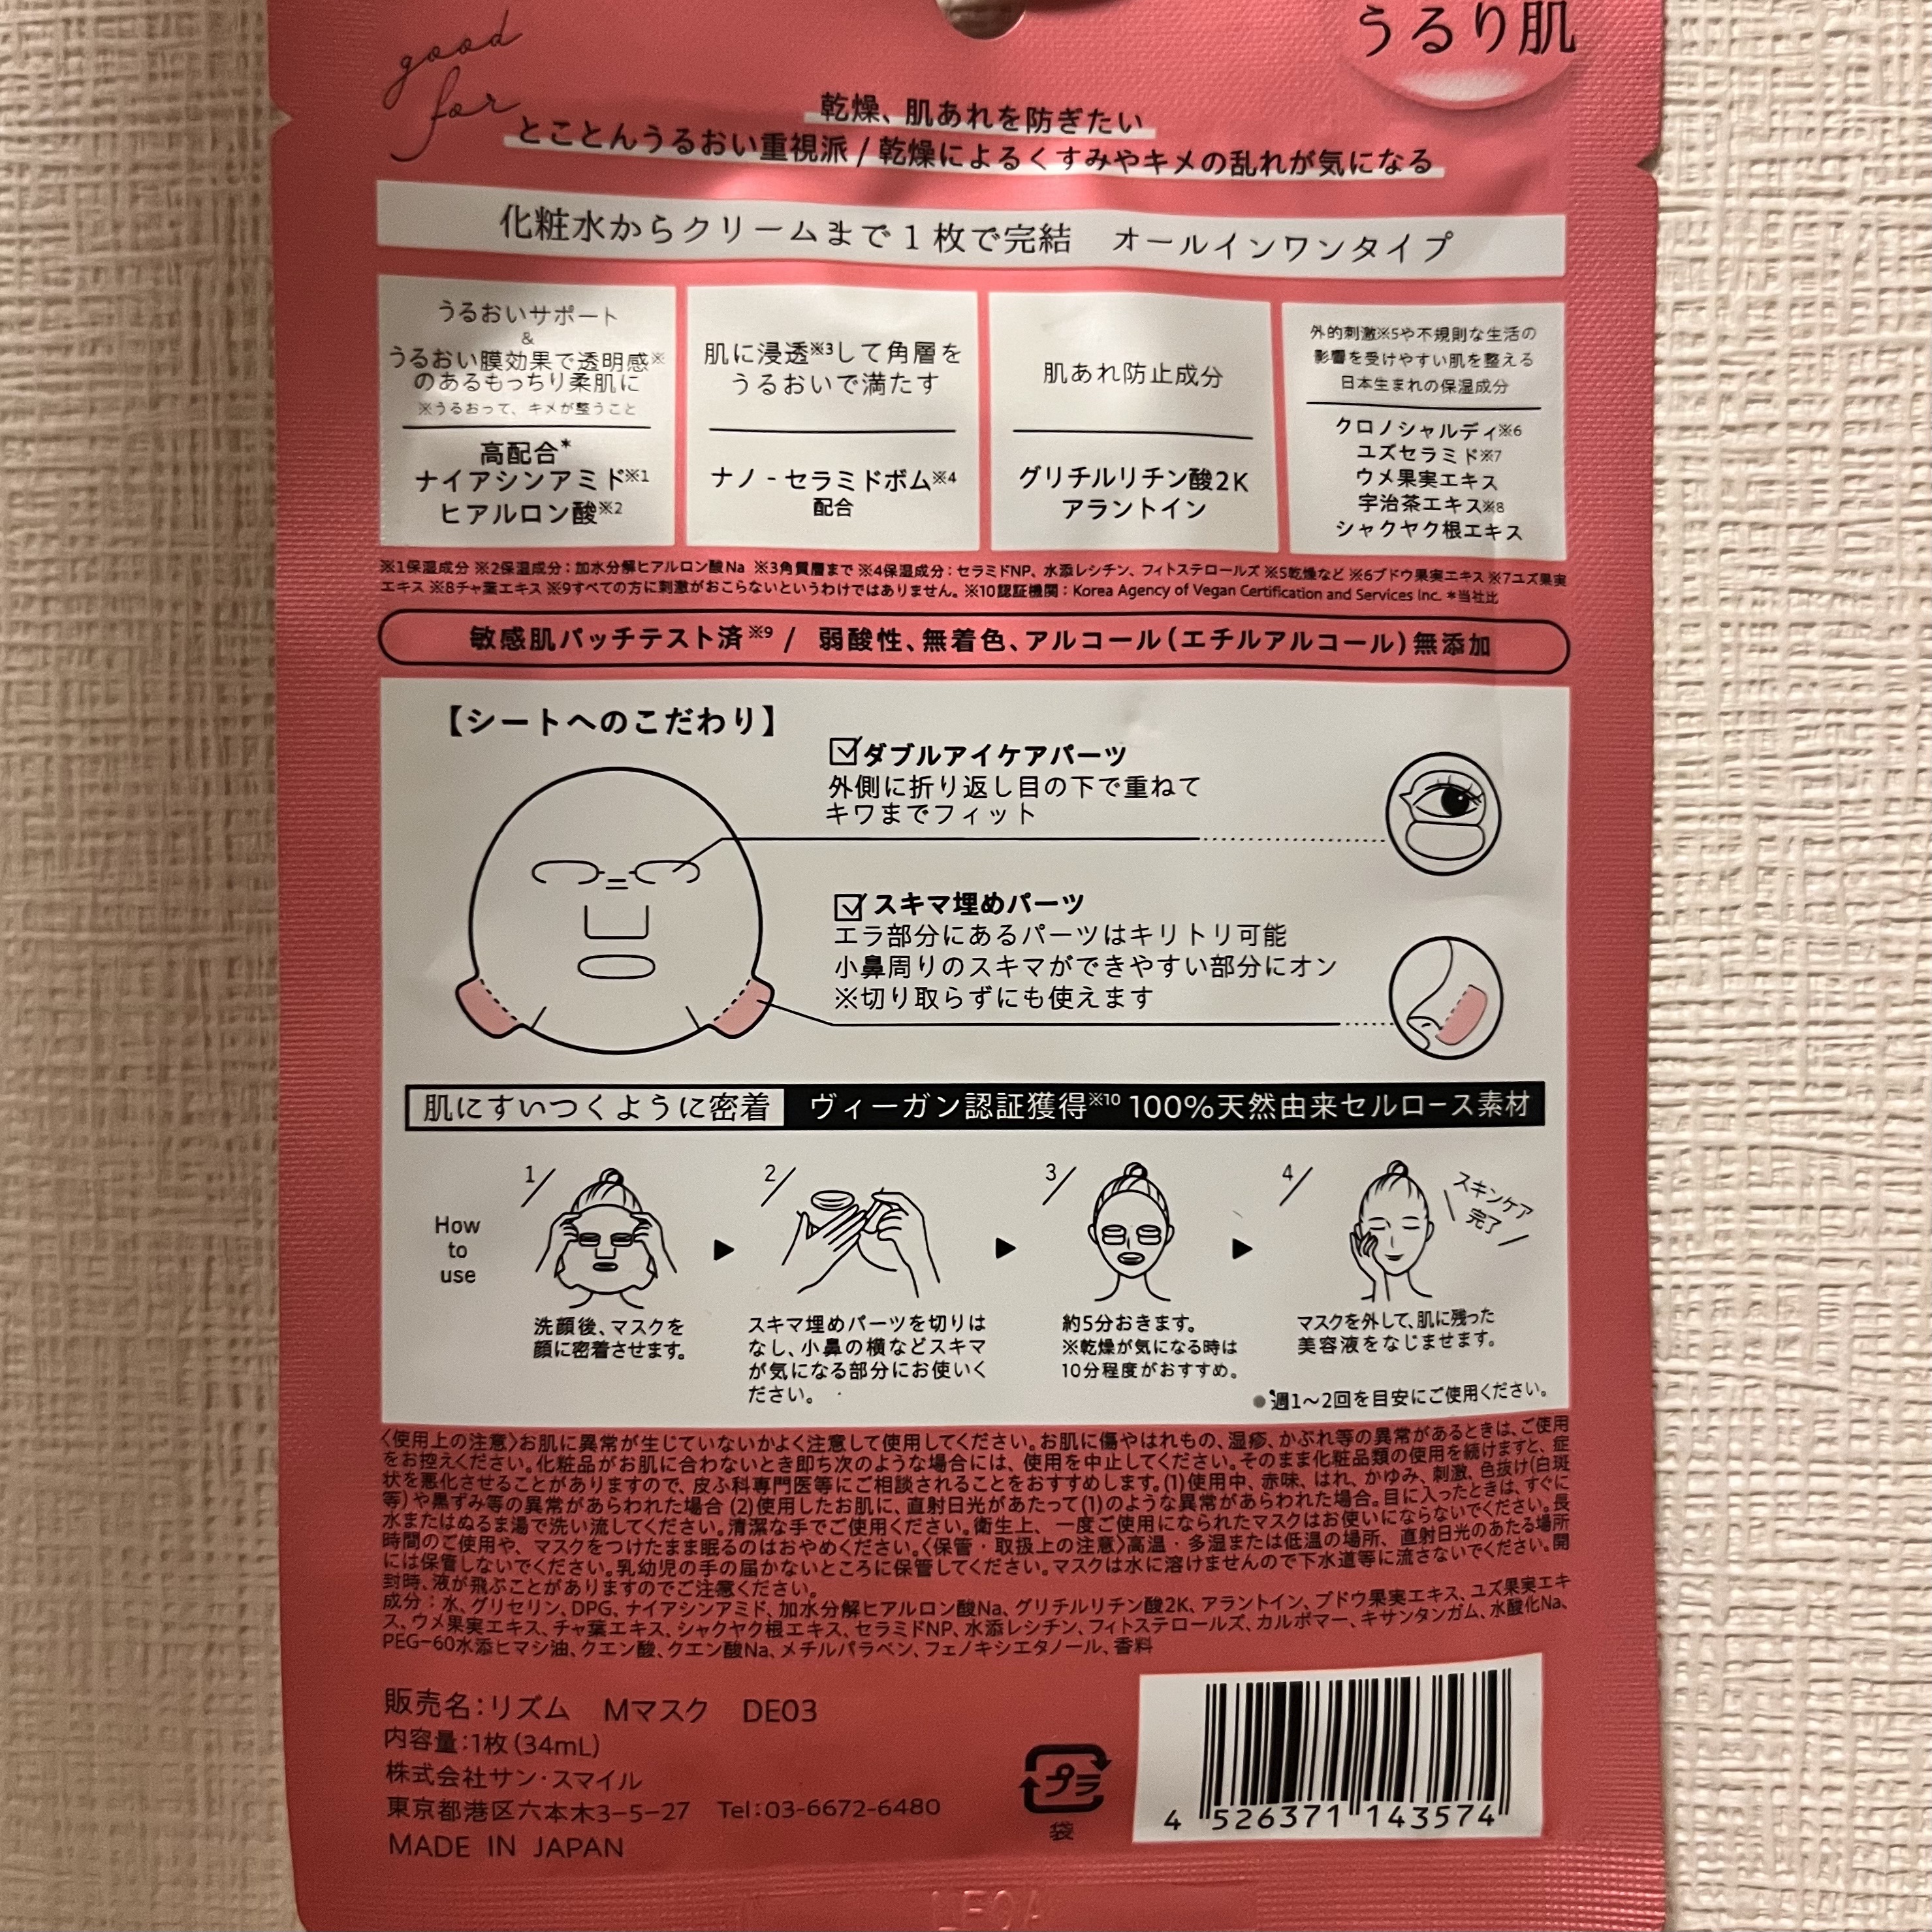 good
for
うるり肌
乾燥、肌あれを防ぎたい
とことんうるおい重視派 / 乾燥によるくすみやキメの乱れが気になる
化粧水からクリームまで1枚で完結　オールインワンタイプ
うるおいサポート
&
うるおい膜効果で透明感※
のあるもっちり柔肌に
※うるおって、キメが整うこと
高配合*
ナイアシンアミド※1
ヒアルロン酸※2
肌に浸透※3して角層を
うるおいで満たす
ナノ - セラミドボム※4
配合
肌あれ防止成分
グリチルリチン酸2K
アラントイン
外的刺激※5や不規則な生活の
影響を受けやすい肌を整える
日本生まれの保湿成分
クロノシャルディ※6
ユズセラミド※7
ウメ果実エキス
宇治茶エキス※8
シャクヤク根エキス
※1保湿成分 ※2保湿成分：加水分解ヒアルロン酸Na ※3角質層まで ※4保湿成分：セラミドNP、水添レシチン、フィトステロールズ ※5乾燥など ※6ブドウ果実エキス ※7ユズ果実
エキス ※8チャ葉エキス ※9すべての方に刺激がおこらないというわけではありません。※10認証機関：Korea Agency of Vegan Certification and Services Inc. *当社比
敏感肌パッチテスト済※9 / 弱酸性、無着色、アルコール（エチルアルコール）無添加
【シートへのこだわり】
ダブルアイケアパーツ
外側に折り返し目の下で重ねて
キワまでフィット
スキマ埋めパーツ
エラ部分にあるパーツはキリトリ可能
小鼻周りのスキマができやすい部分にオン
※切り取らずにも使えます
肌にすいつくように密着　ヴィーガン認証獲得※10 100%天然由来セルロース素材
How
to
use
1/
洗顔後、マスクを
顔に密着させます。
2/
スキマ埋めパーツを切りは
なし、小鼻の横などスキマ
が気になる部分にお使いく
ださい。
3/
約5分おきます。
※乾燥が気になる時は
10分程度がおすすめ。
4/
スキンケア
完了
マスクを外して、肌に残った
美容液をなじませます。
●週1〜2回を目安にご使用ください。
〈使用上の注意〉お肌に異常が生じていないかよく注意して使用してください。お肌に傷やはれもの、湿疹、かぶれ等の異常があるときは、ご使用
をお控えください。化粧品がお肌に合わないとき即ち次のような場合には、使用を中止してください。そのまま化粧品類の使用を続けますと、症
状を悪化させることがありますので、皮ふ科専門医等にご相談されることをおすすめします。(1)使用中、赤味、はれ、かゆみ、刺激、色抜け(白斑
等)や黒ずみ等の異常があらわれた場合 (2)使用したお肌に、直射日光があたって(1)のような異常があらわれた場合。目に入ったときは、すぐに
水またはぬるま湯で洗い流してください。清潔な手でご使用ください。衛生上、一度ご使用になられたマスクはお使いにならないでください。長
時間のご使用や、マスクをつけたまま眠るのはおやめください。〈保管・取扱上の注意〉高温・多湿または低温の場所、直射日光のあたる場所
には保管しないでください。乳幼児の手の届かないところに保管してください。マスクは水に溶けませんので下水道等に流さないでください。開
封時、液が飛ぶことがありますのでご注意ください。
成分：水、グリセリン、DPG、ナイアシンアミド、加水分解ヒアルロン酸Na、グリチルリチン酸2K、アラントイン、ブドウ果実エキス、ユズ果実エキ
ス、ウメ果実エキス、チャ葉エキス、シャクヤク根エキス、セラミドNP、水添レシチン、フィトステロールズ、カルボマー、キサンタンガム、水酸化Na、
PEG-60水添ヒマシ油、クエン酸、クエン酸Na、メチルパラベン、フェノキシエタノール、香料
販売名：リズム　Mマスク　DE03
内容量：1枚（34mL）
株式会社サン・スマイル
東京都港区六本木3-5-27　Tel：03-6672-6480
MADE IN JAPAN
プラ
袋
4 526371 143574